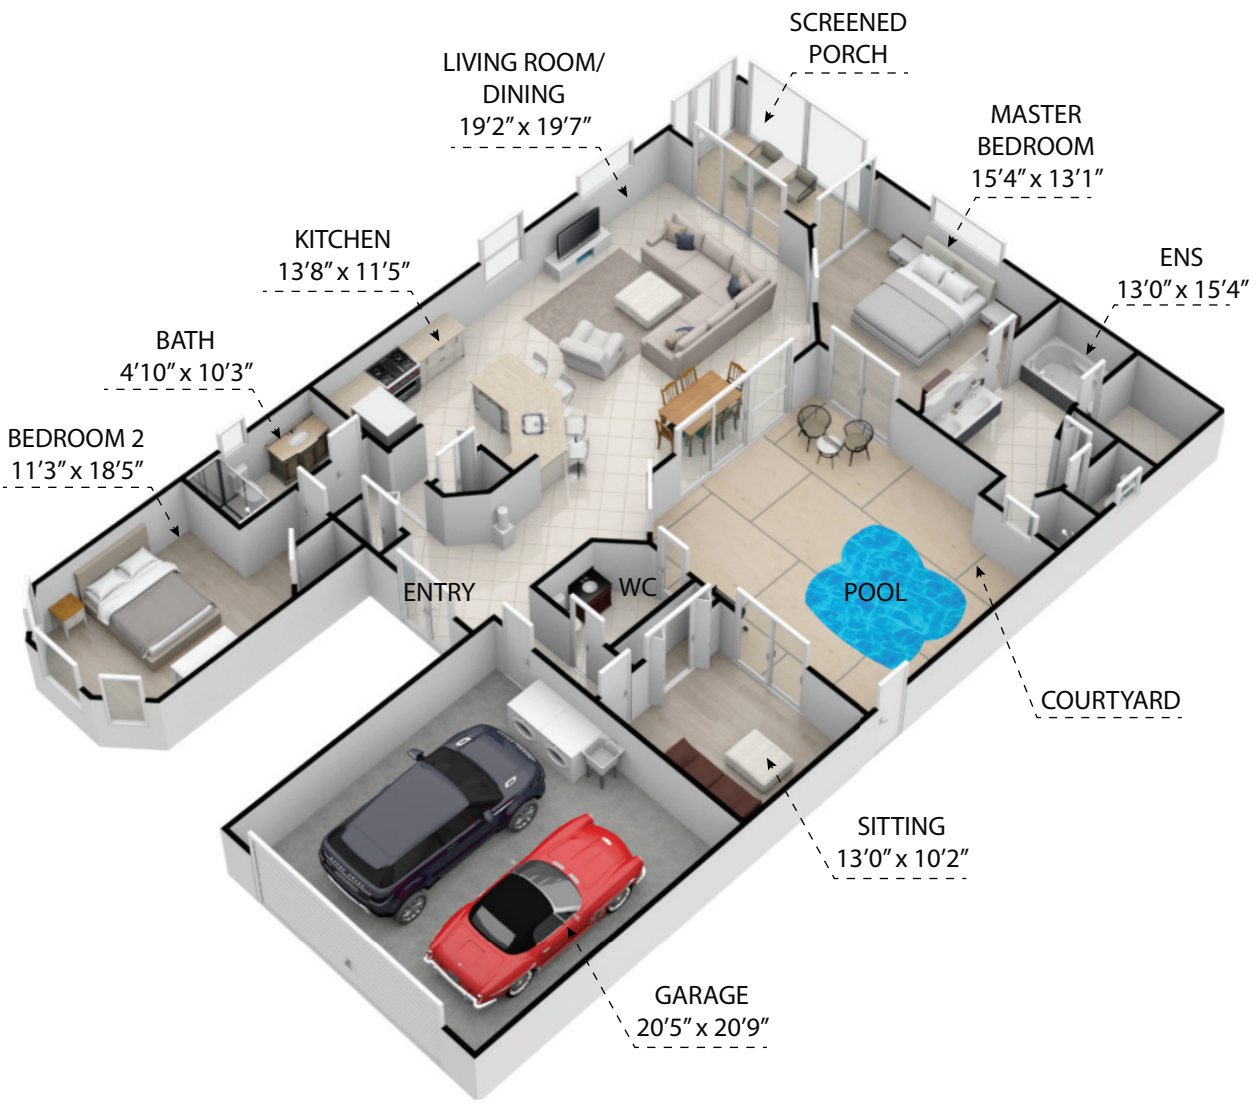 SCREENED
PORCH
LIVING ROOM/
DINING
19’2” x 19’7”
MASTER
BEDROOM
15’4” x 13’1”
KITCHEN
13’8” x 11’5”
ENS
13’0” x 15’4”
BATH
4’10” x 10’3”
BEDROOM 2
11’3” x 18’5”
ENTRY
WC
POOL
COURTYARD
SITTING
13’0” x 10’2”
GARAGE
20’5” x 20’9”